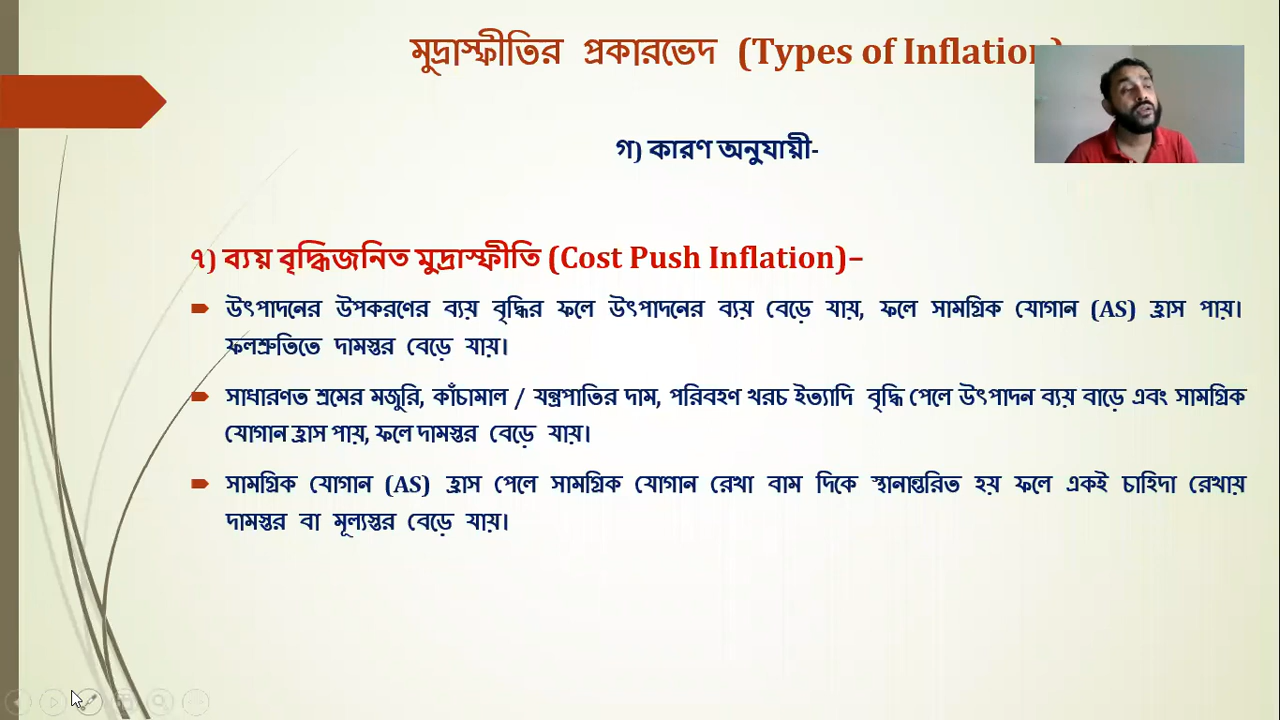 মুদ্রাস্ফীতির প্রকারভেদ (Types of Inflation)
গ) কারণ অনুযায়ী-
৭) ব্যয় বৃদ্ধিজনিত মুদ্রাস্ফীতি (Cost Push Inflation)–
উৎপাদনের উপকরণের ব্যয় বৃদ্ধির ফলে উৎপাদনের ব্যয় বেড়ে যায়, ফলে সামগ্রিক যোগান (AS) হ্রাস পায়।
ফলশ্রুতিতে দামস্তর বেড়ে যায়।
সাধারণত শ্রমের মজুরি, কাঁচামাল / যন্ত্রপাতির দাম, পরিবহণ খরচ ইত্যাদি বৃদ্ধি পেলে উৎপাদন ব্যয় বাড়ে এবং সামগ্রিক
যোগান হ্রাস পায়, ফলে দামস্তর বেড়ে যায়।
সামগ্রিক যোগান (AS) হ্রাস পেলে সামগ্রিক যোগান রেখা বাম দিকে স্থানান্তরিত হয় ফলে একই চাহিদা রেখায়
দামস্তর বা মূল্যস্তর বেড়ে যায়।